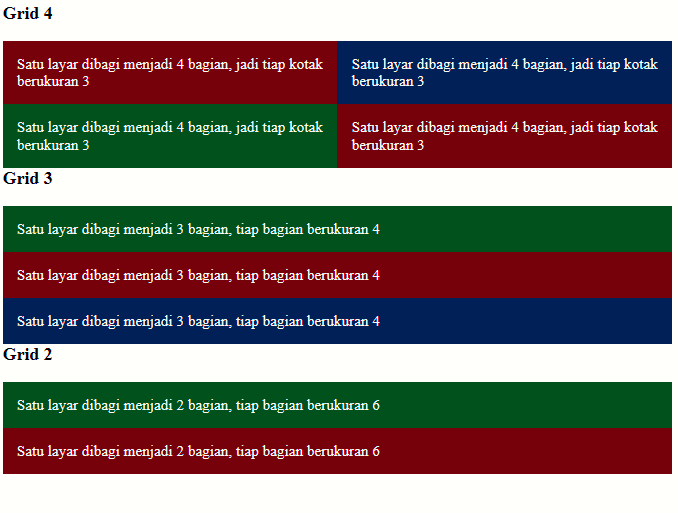 Grid 4
Satu layar dibagi menjadi 4 bagian, jadi tiap kotak
berukuran 3
Satu layar dibagi menjadi 4 bagian, jadi tiap kotak
berukuran 3
Satu layar dibagi menjadi 4 bagian, jadi tiap kotak
berukuran 3
Satu layar dibagi menjadi 4 bagian, jadi tiap kotak
berukuran 3
Grid 3
Satu layar dibagi menjadi 3 bagian, tiap bagian berukuran 4
Satu layar dibagi menjadi 3 bagian, tiap bagian berukuran 4
Satu layar dibagi menjadi 3 bagian, tiap bagian berukuran 4
Grid 2
Satu layar dibagi menjadi 2 bagian, tiap bagian berukuran 6
Satu layar dibagi menjadi 2 bagian, tiap bagian berukuran 6